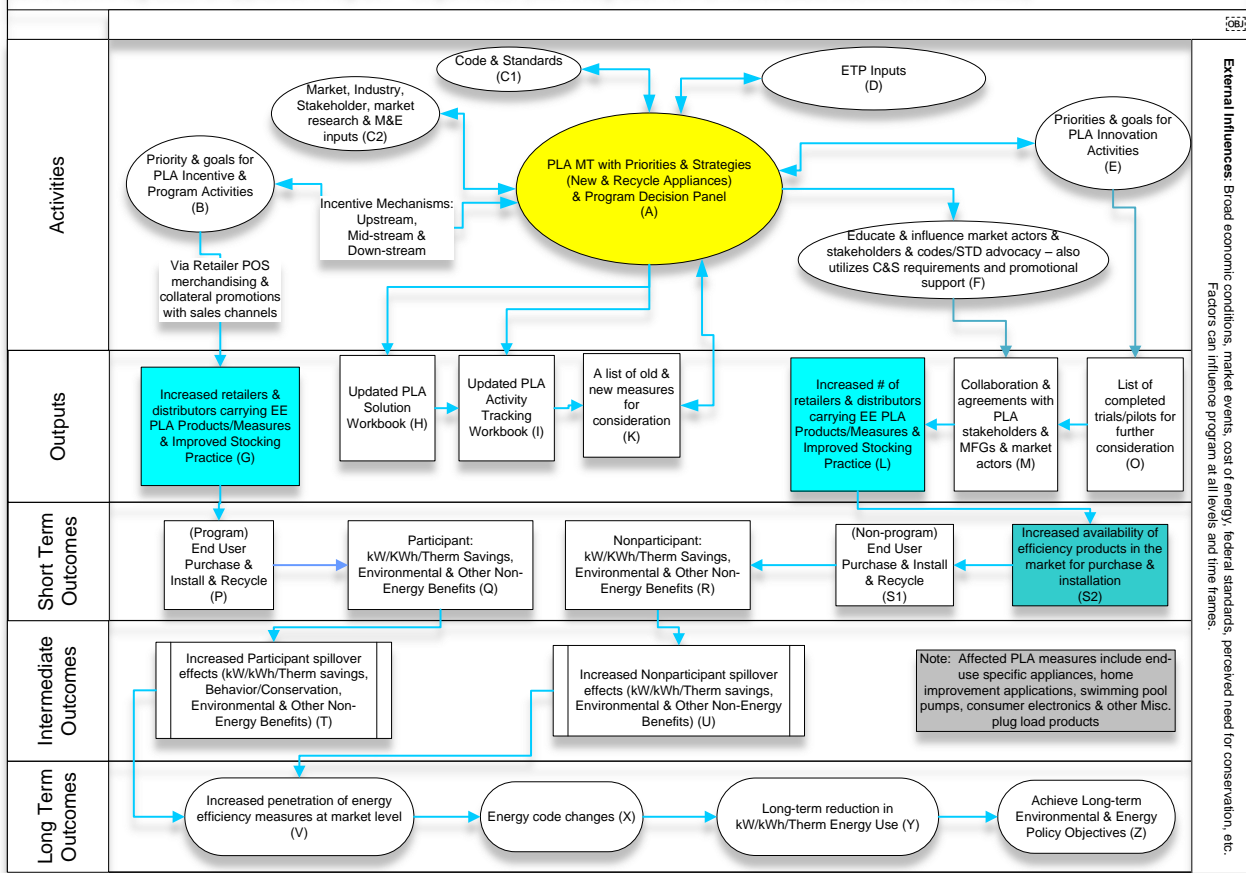 OBJ
Activities
Code & Standards
(C1)
ETP Inputs
(D)
Market, Industry,
Stakeholder, market
research & M&E
inputs (C2)
Priorities & goals for
PLA Innovation
Activities
(E)
Priority & goals for
PLA Incentive &
Program Activities
(B)
PLA MT with Priorities & Strategies
(New & Recycle Appliances)
& Program Decision Panel
(A)
Incentive Mechanisms:
Upstream,
Mid-stream &
Down-stream
Educate & influence market actors &
stakeholders & codes/STD advocacy – also
utilizes C&S requirements and promotional
support (F)
Via Retailer POS
merchandising &
collateral promotions
with sales channels
Outputs
Increased retailers &
distributors carrying EE
PLA Products/Measures
& Improved Stocking
Practice (G)
Updated PLA
Solution
Workbook (H)
Updated PLA
Activity
Tracking
Workbook (I)
A list of old &
new measures
for
consideration
(K)
Increased # of
retailers & distributors
carrying EE PLA
Products/Measures &
Improved Stocking
Practice (L)
Collaboration &
agreements with
PLA
stakeholders &
MFGs & market
actors (M)
List of
completed
trials/pilots for
further
consideration
(O)
Short Term
Outcomes
(Program)
End User
Purchase &
Install & Recycle
(P)
Participant:
kW/KWh/Therm Savings,
Environmental & Other Non-
Energy Benefits (Q)
Nonparticipant:
kW/KWh/Therm Savings,
Environmental & Other Non-
Energy Benefits (R)
(Non-program)
End User
Purchase & Install
& Recycle
(S1)
Increased availability of
efficiency products in the
market for purchase &
installation
(S2)
Intermediate
Outcomes
Increased Participant spillover
effects (kW/kWh/Therm savings,
Behavior/Conservation,
Environmental & Other Non-
Energy Benefits) (T)
Increased Nonparticipant spillover
effects (kW/kWh/Therm savings,
Environmental & Other Non-Energy
Benefits) (U)
Note: Affected PLA measures include end-
use specific appliances, home
improvement applications, swimming pool
pumps, consumer electronics & other Misc.
plug load products
Long Term
Outcomes
Increased penetration of energy
efficiency measures at market level
(V)
Energy code changes (X)
Long-term reduction in
kW/kWh/Therm Energy Use (Y)
Achieve Long-term
Environmental & Energy
Policy Objectives (Z)
External Influences: Broad economic conditions, market events, cost of energy, federal standards, perceived need for conservation, etc.
Factors can influence program at all levels and time frames.